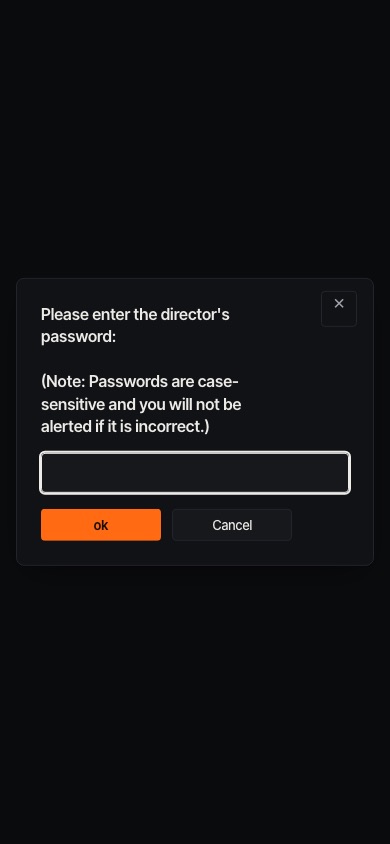 Please enter the director's
password:
(Note: Passwords are case-
sensitive and you will not be
alerted if it is incorrect.)
ok
Cancel